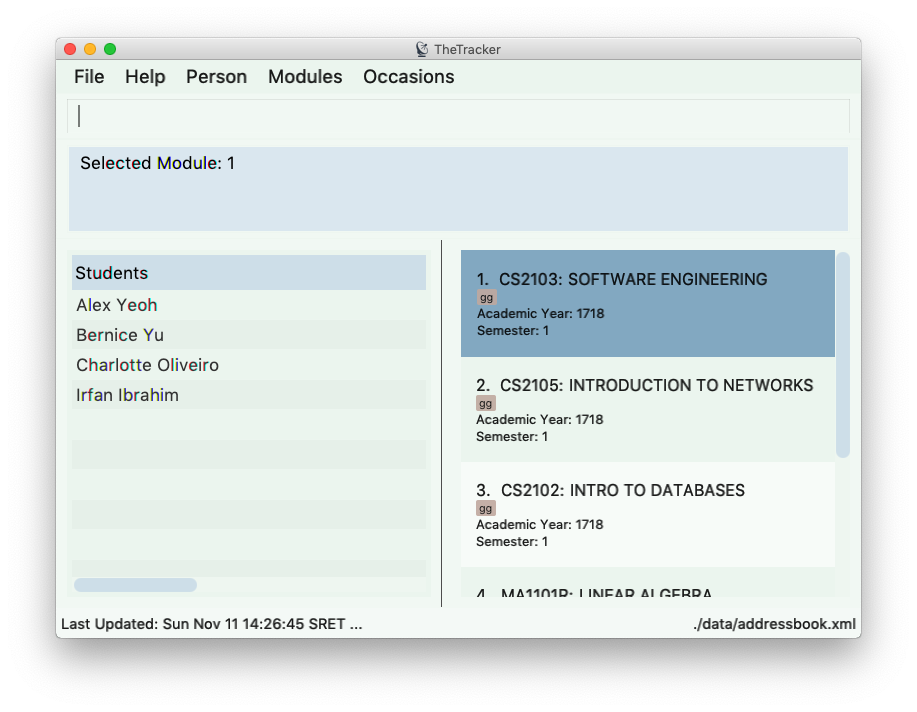 TheTracker
File Help Person Modules Occasions
Selected Module: 1
Students
Alex Yeoh
Bernice Yu
Charlotte Oliveiro
Irfan Ibrahim
1. CS2103: SOFTWARE ENGINEERING
gg
Academic Year: 1718
Semester: 1
2. CS2105: INTRODUCTION TO NETWORKS
gg
Academic Year: 1718
Semester: 1
3. CS2102: INTRO TO DATABASES
gg
Academic Year: 1718
Semester: 1
4. MA1101R: LINEAR ALGEBRA
Last Updated: Sun Nov 11 14:26:45 SRET ...
./data/addressbook.xml